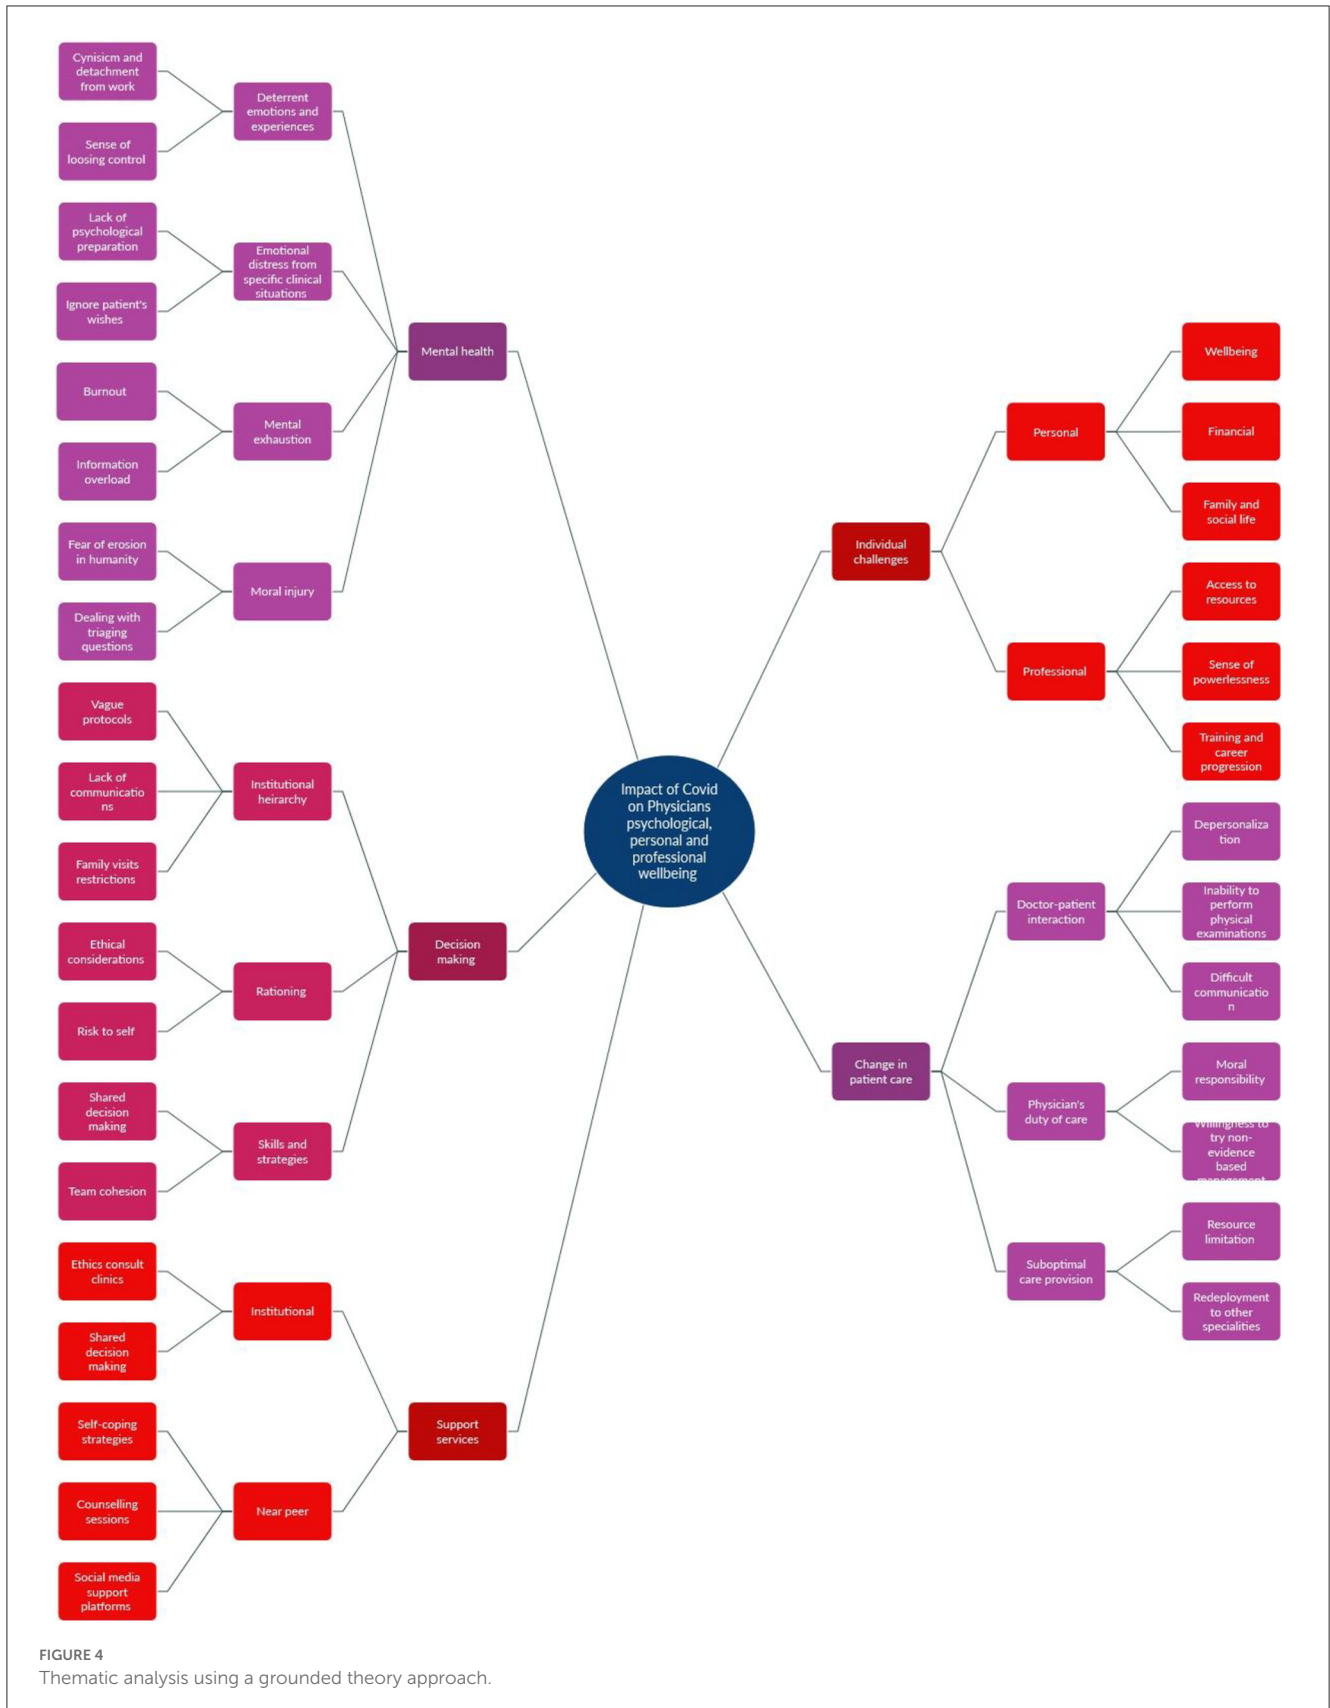 Cynisicm and
detachment
from work
Sense of
loosing control
Deterrent
emotions and
experiences
Lack of
psychological
preparation
Ignore patient's
wishes
Emotional
distress from
specific clinical
situations
Burnout
Information
overload
Mental
exhaustion
Fear of erosion
in humanity
Dealing with
triaging
questions
Moral injury
Mental health
Vague
protocols
Lack of
communicatio
ns
Family visits
restrictions
Institutional
heirarchy
Ethical
considerations
Risk to self
Rationing
Shared
decision
making
Team cohesion
Skills and
strategies
Decision
making
Ethics consult
clinics
Shared
decision
making
Institutional
Self-coping
strategies
Counselling
sessions
Social media
support
platforms
Near peer
Support
services
Impact of Covid
on Physicians
psychological,
personal and
professional
wellbeing
Individual
challenges
Personal
Wellbeing
Financial
Family and
social life
Professional
Access to
resources
Sense of
powerlessness
Training and
career
progression
Change in
patient care
Doctor-patient
interaction
Depersonaliza
tion
Inability to
perform
physical
examinations
Difficult
communicatio
n
Physician's
duty of care
Moral
responsibility
Willingness to
try non-
evidence
based
management
Suboptimal
care provision
Resource
limitation
Redeployment
to other
specialities
FIGURE 4
Thematic analysis using a grounded theory approach.